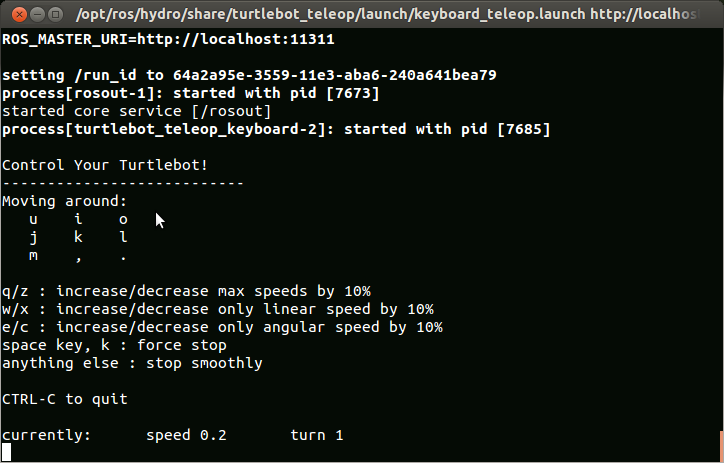 /opt/ros/hydro/share/turtlebot_teleop/launch/keyboard_teleop.launch http://localhos
ROS_MASTER_URI=http://localhost:11311
setting /run_id to 64a2a95e-3559-11e3-aba6-240a641bea79
process[rosout-1]: started with pid [7673]
started core service [/rosout]
process[turtlebot_teleop_keyboard-2]: started with pid [7685]
Control Your Turtlebot!
---------------------------
Moving around:
u i o
j k l
m , .
q/z : increase/decrease max speeds by 10%
w/x : increase/decrease only linear speed by 10%
e/c : increase/decrease only angular speed by 10%
space key, k : force stop
anything else : stop smoothly
CTRL-C to quit
currently: speed 0.2 turn 1